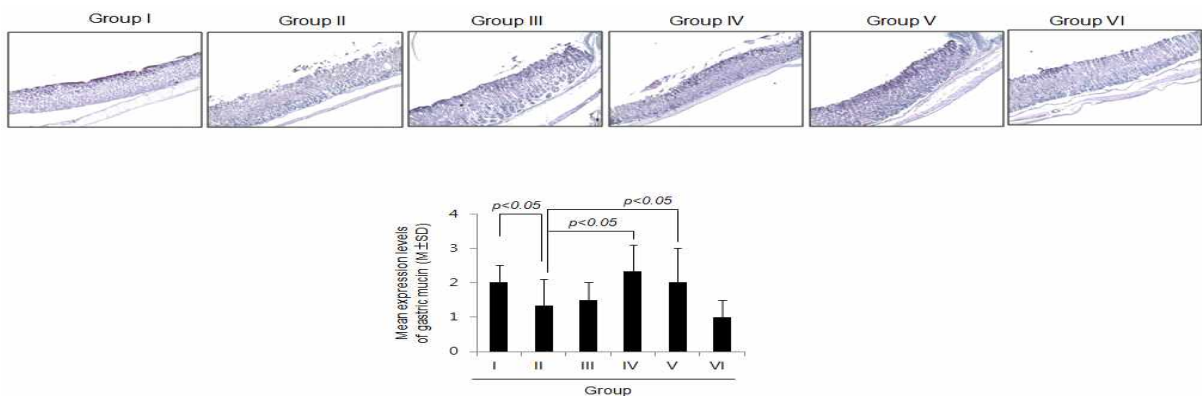 Group I Group II Group III Group IV Group V Group VI
p<0.05
p<0.05
p<0.05
Mean expression levels
of gastric mucin (M±SD)
4
3
2
1
0
I II III IV V VI
Group